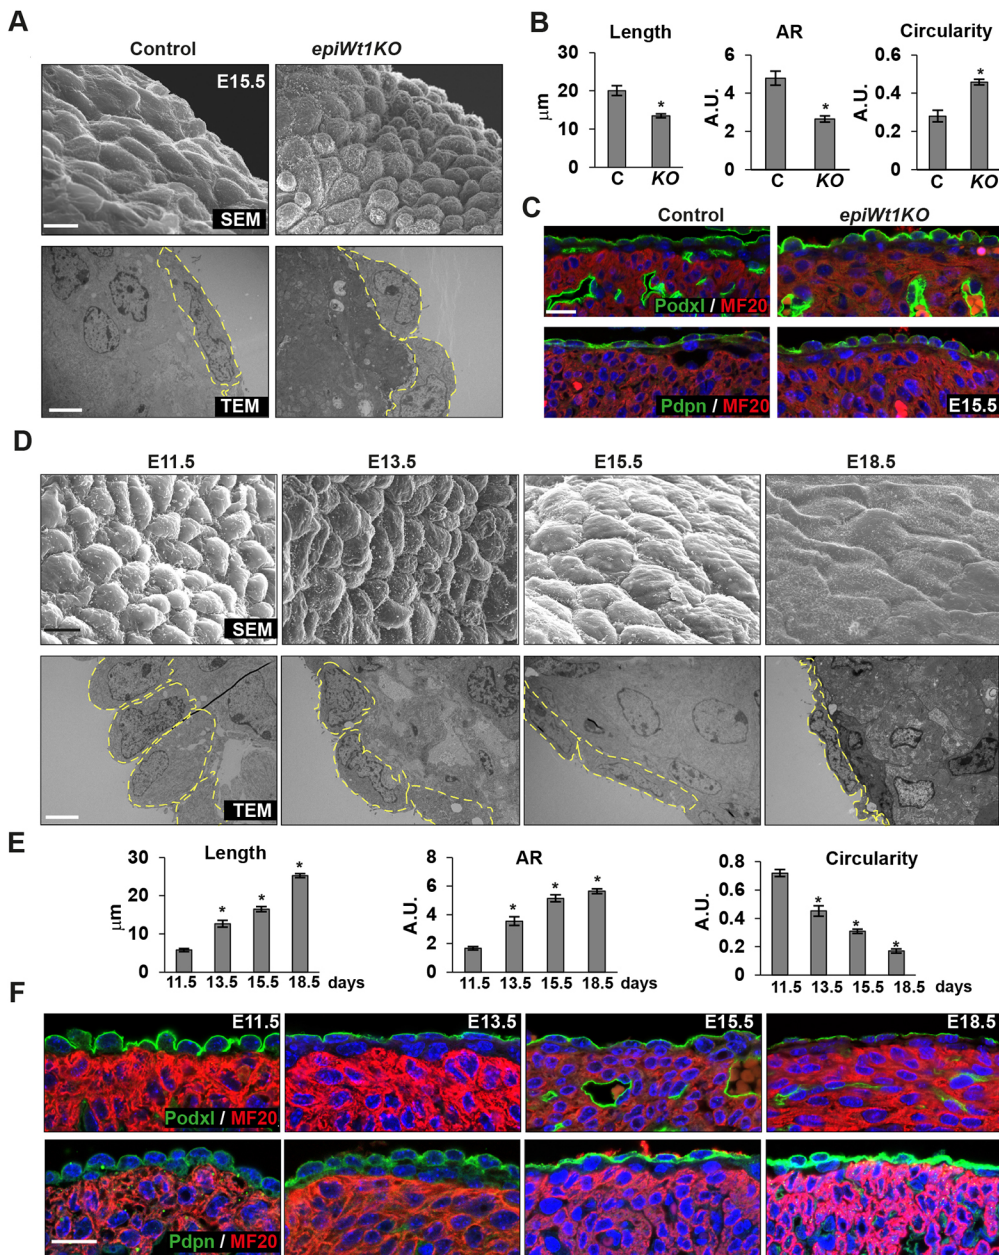 A
Control
epiWt1KO
E15.5
SEM
TEM
B
Length
AR
Circularity
30
20
10
0
μm
C
KO
6
4
2
0
A.U.
C
KO
0.6
0.4
0.2
0
A.U.
C
KO
C
Control
epiWt1KO
Podxl / MF20
Pdpn / MF20
E15.5
D
E11.5
E13.5
E15.5
E18.5
SEM
TEM
E
Length
30
20
10
0
μm
*
*
*
11.5 13.5 15.5 18.5 days
AR
8
6
4
2
0
A.U.
*
*
*
11.5 13.5 15.5 18.5 days
Circularity
0.8
0.6
0.4
0.2
0
A.U.
*
*
*
11.5 13.5 15.5 18.5 days
F
E11.5
E13.5
E15.5
E18.5
Podxl / MF20
Pdpn / MF20